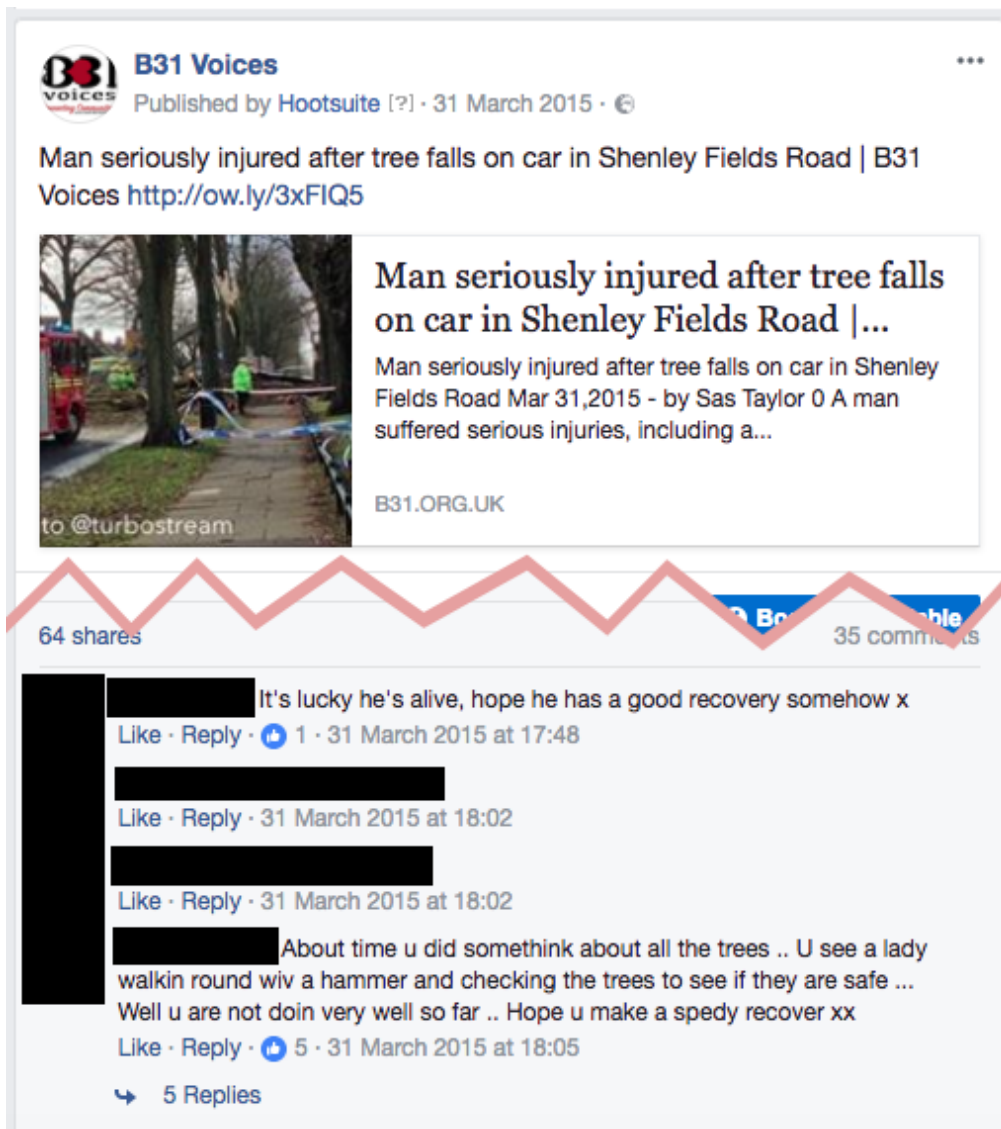 B31 voices
B31 Voices
Published by Hootsuite [?] · 31 March 2015 ·
Man seriously injured after tree falls on car in Shenley Fields Road | B31
Voices http://ow.ly/3xFIQ5
Man seriously injured after tree falls
on car in Shenley Fields Road |...
Man seriously injured after tree falls on car in Shenley
Fields Road Mar 31,2015 - by Sas Taylor 0 A man
suffered serious injuries, including a...
B31.ORG.UK
to @turbostream
64 shares
35 comments
It's lucky he's alive, hope he has a good recovery somehow x
Like · Reply · 1 · 31 March 2015 at 17:48
Like · Reply · 31 March 2015 at 18:02
Like · Reply · 31 March 2015 at 18:02
About time u did somethink about all the trees .. U see a lady
walkin round wiv a hammer and checking the trees to see if they are safe ...
Well u are not doin very well so far .. Hope u make a spedy recover xx
Like · Reply · 5 · 31 March 2015 at 18:05
5 Replies